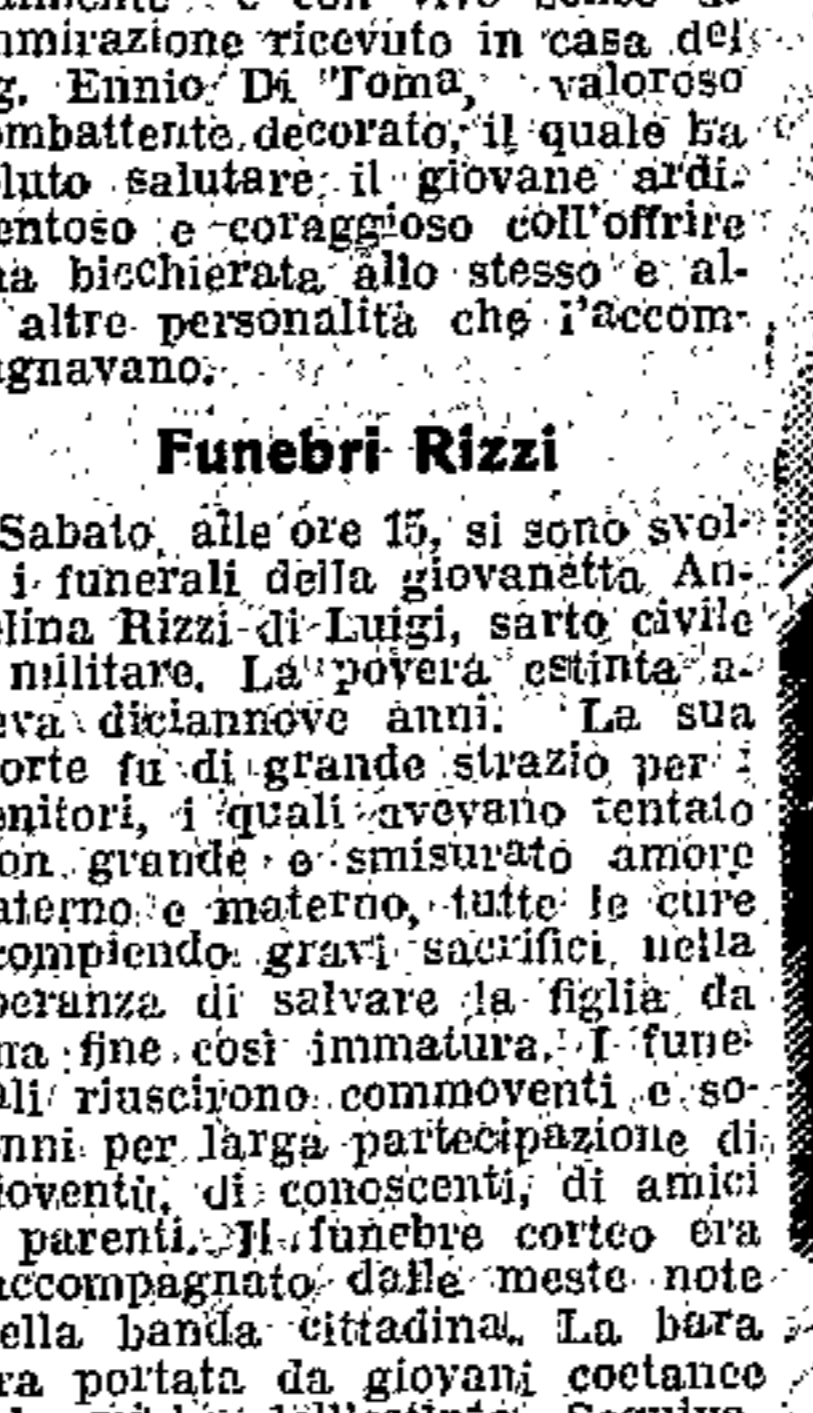 mirazione ricevuto in casa del
g. Ennio Di Toma, valoroso
mbattente decorato, il quale ha
luto salutare il giovane ardi-
entoso e coraggioso coll'offrire
na bicchierata allo stesso e al-
altre personalità che l'accom-
agnavano.
Funebri Rizzi
Sabato, alle ore 15, si sono svol-
i funerali della giovanetta An-
elina Rizzi di Luigi, sarto civile
militare. La povera estinta a-
eva diciannove anni. La sua
orte fu di grande strazio per i
enitori, i quali avevano tentato
on grande e smisurato amore
aterno e materno, tutte le cure
compiendo gravi sacrifici, nella
peranza di salvare la figlia da
na fine così immatura. I fune-
ali riuscirono commoventi e so-
nni per larga partecipazione di
ioventù, di conoscenti, di amici
parenti. Il funebre corteo era
accompagnato dalle meste note
ella banda cittadina. La bara
ra portata da giovani coetanee